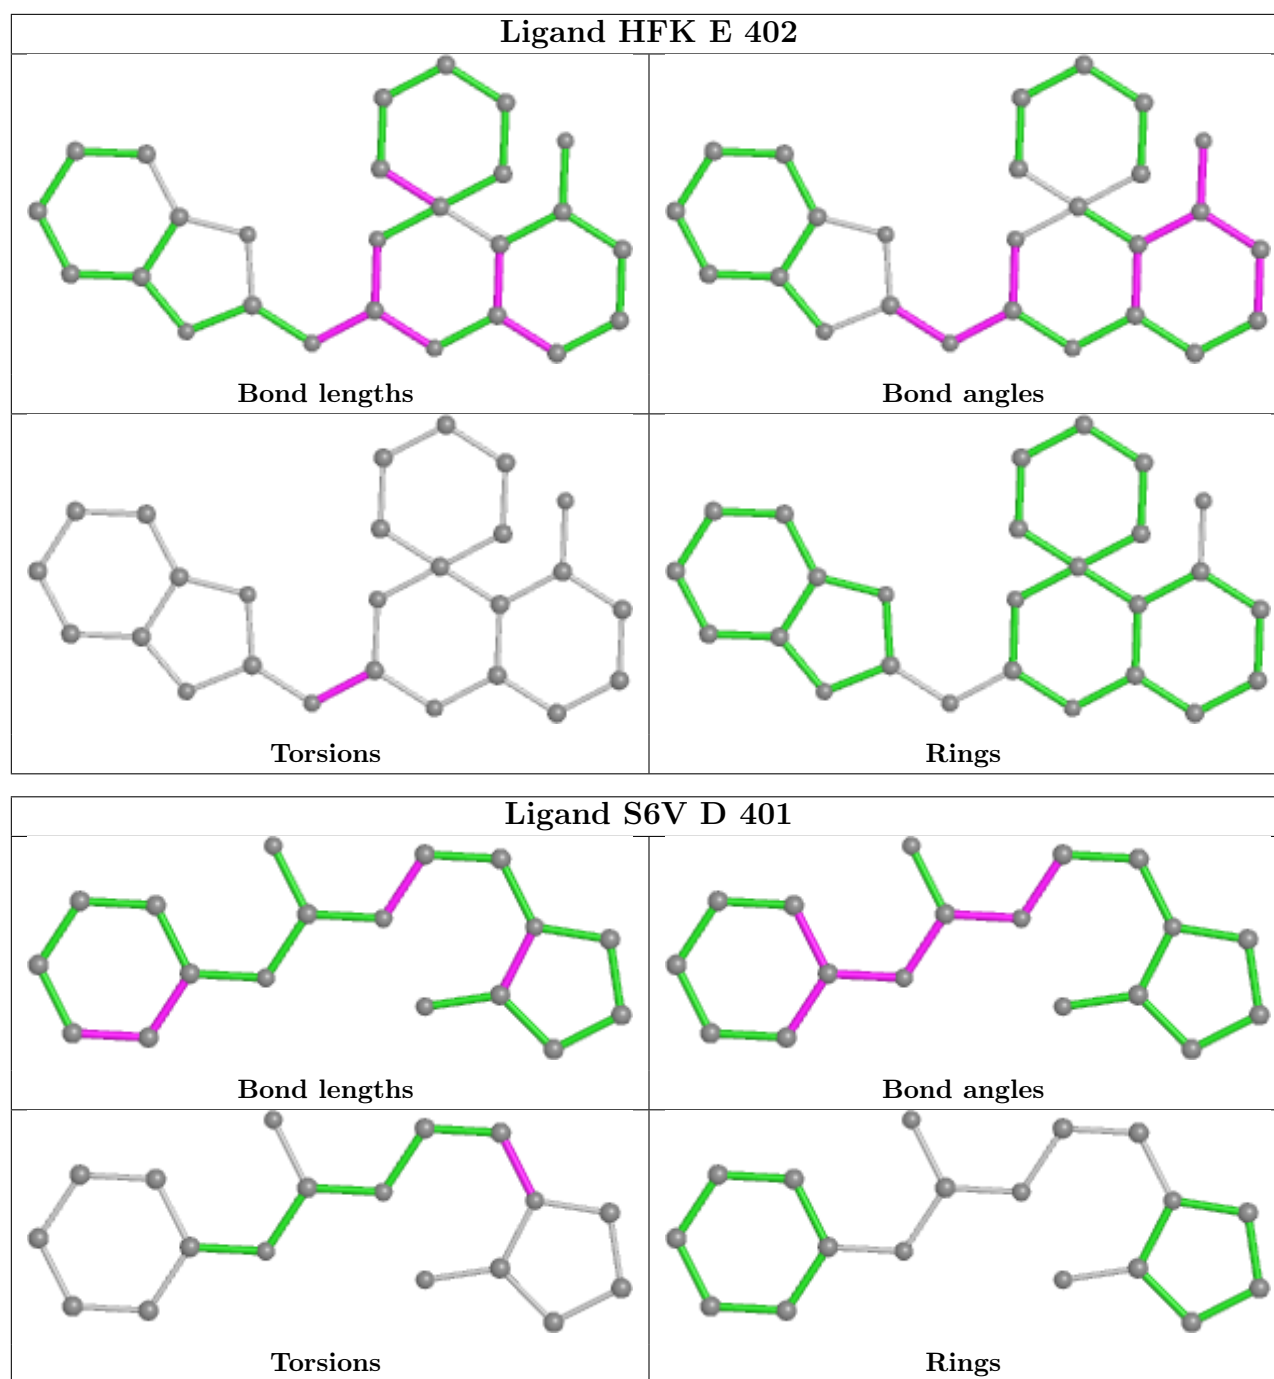 Ligand HFK E 402
Bond lengths
Bond angles
Torsions
Rings
Ligand S6V D 401
Bond lengths
Bond angles
Torsions
Rings